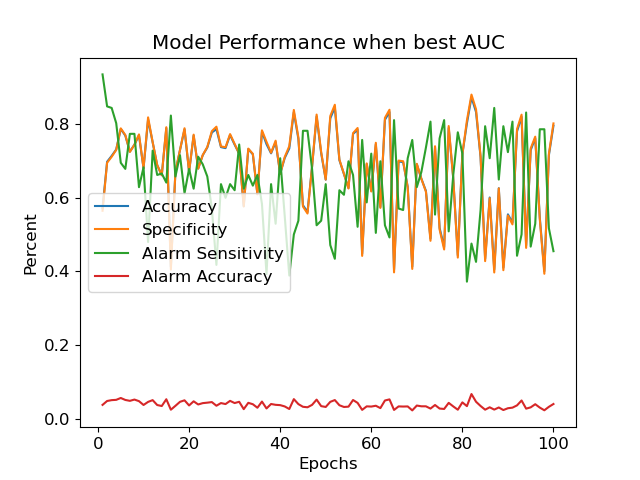 Model Performance when best AUC
Percent
0.8
0.6
0.4
0.2
0.0
Accuracy
Specificity
Alarm Sensitivity
Alarm Accuracy
0 20 40 60 80 100
Epochs